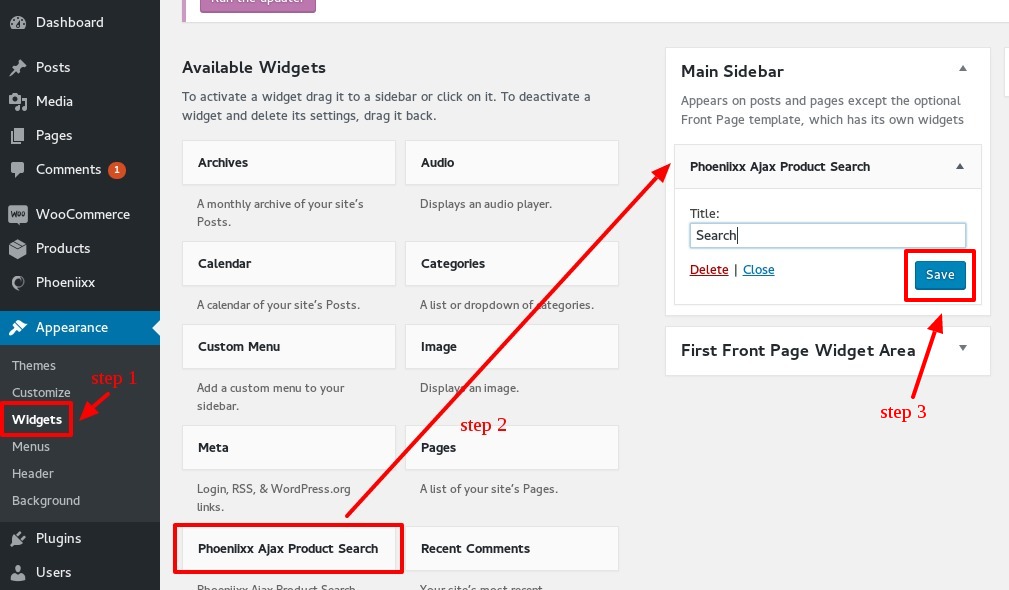 Run the updater
Dashboard
Posts
Media
Pages
Comments 1
WooCommerce
Products
Phoeniixx
Appearance
Themes
step 1
Customize
Widgets
Menus
Header
Background
Plugins
Users
Available Widgets
To activate a widget drag it to a sidebar or click on it. To deactivate a
widget and delete its settings, drag it back.
Archives
A monthly archive of your site's
Posts.
Audio
Displays an audio player.
Calendar
A calendar of your site's Posts.
Categories
A list or dropdown of categories.
Custom Menu
Add a custom menu to your
sidebar.
Image
Displays an image.
step 2
Meta
Login, RSS, & WordPress.org
links.
Pages
A list of your site's Pages.
Phoeniixx Ajax Product Search
Phoeniixx Ajax Product Search
Recent Comments
Your site's most recent
Main Sidebar
Appears on posts and pages except the optional
Front Page template, which has its own widgets
Phoeniixx Ajax Product Search
Title:
Search
Delete | Close
Save
First Front Page Widget Area
step 3